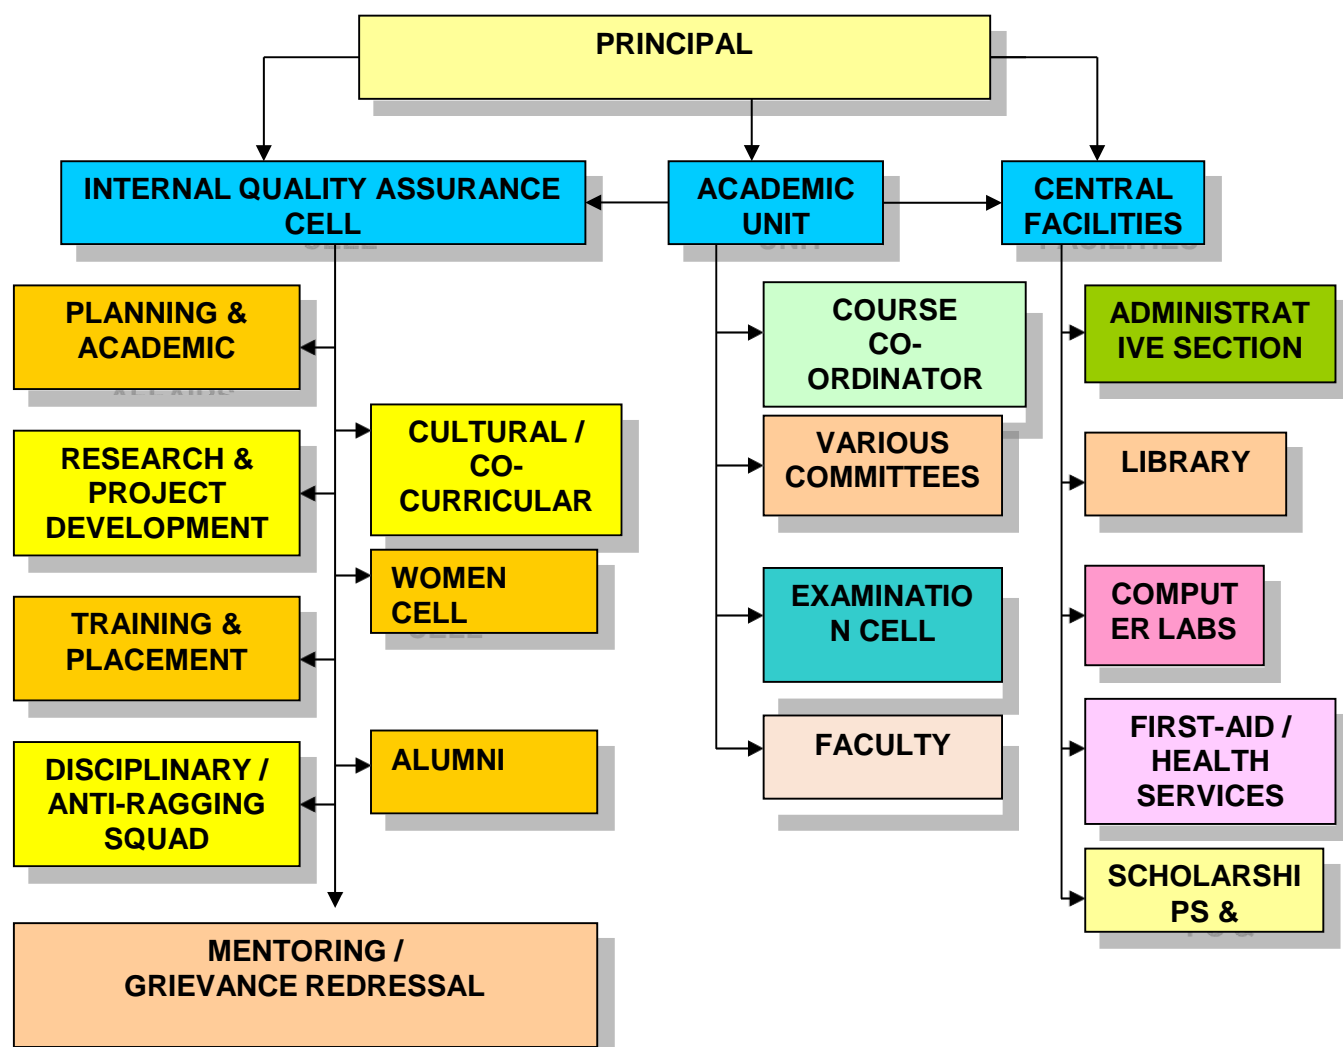 PRINCIPAL
INTERNAL QUALITY ASSURANCE
CELL
ACADEMIC
UNIT
CENTRAL
FACILITIES
PLANNING &
ACADEMIC
RESEARCH &
PROJECT
DEVELOPMENT
TRAINING &
PLACEMENT
DISCIPLINARY /
ANTI-RAGGING
SQUAD
CULTURAL /
CO-
CURRICULAR
WOMEN
CELL
ALUMNI
MENTORING /
GRIEVANCE REDRESSAL
COURSE
CO-
ORDINATOR
VARIOUS
COMMITTEES
EXAMINATIO
N CELL
FACULTY
ADMINISTRAT
IVE SECTION
LIBRARY
COMPUT
ER LABS
FIRST-AID /
HEALTH
SERVICES
SCHOLARSHI
PS &